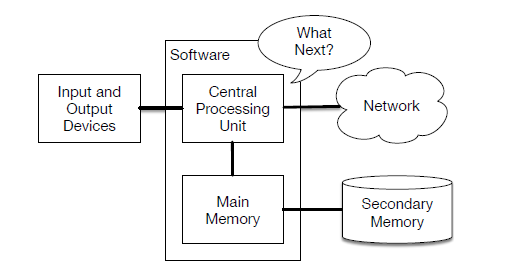 What
Next?
Software
Input and
Output
Devices
Central
Processing
Unit
Network
Main
Memory
Secondary
Memory